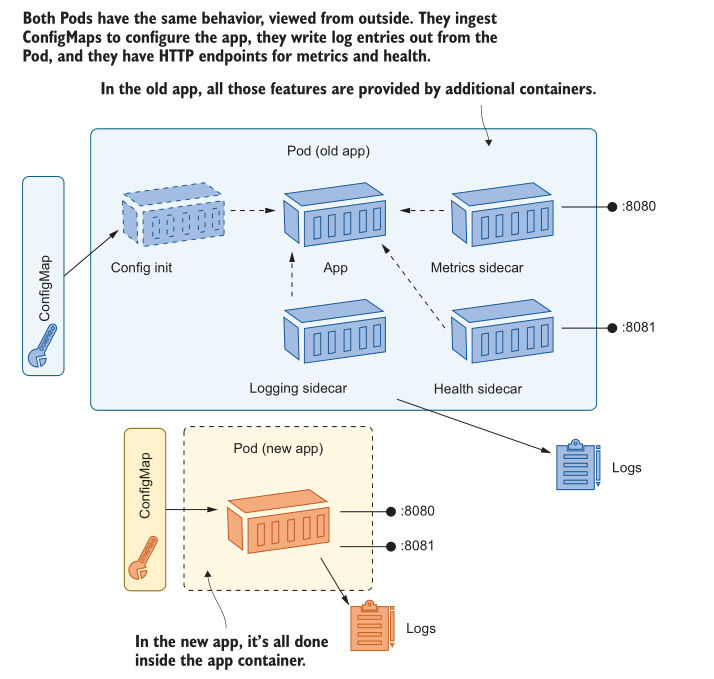 Both Pods have the same behavior, viewed from outside. They ingest
ConfigMaps to configure the app, they write log entries out from the
Pod, and they have HTTP endpoints for metrics and health.
In the old app, all those features are provided by additional containers.
Pod (old app)
ConfigMap
Config init
App
Metrics sidecar
:8080
Logging sidecar
Health sidecar
:8081
Logs
Pod (new app)
ConfigMap
:8080
:8081
Logs
In the new app, it's all done
inside the app container.